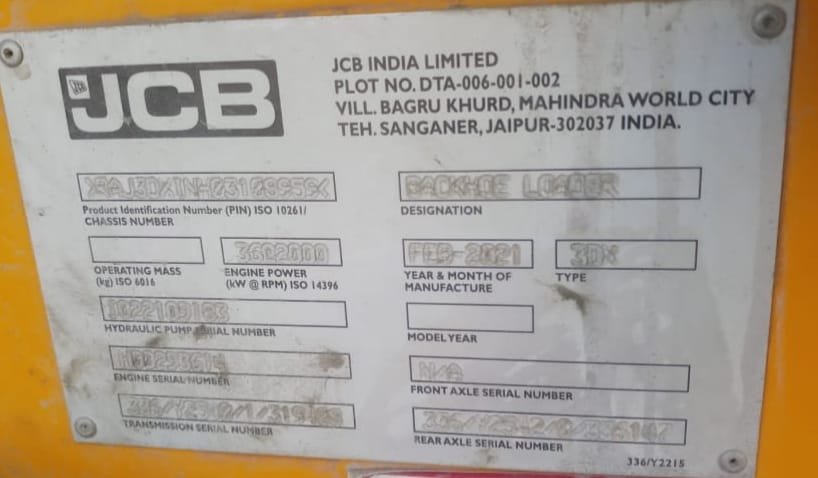 JCB
JCB INDIA LIMITED
PLOT NO. DTA-006-001-002
VILL. BAGRU KHURD, MAHINDRA WORLD CITY
TEH. SANGANER, JAIPUR-302037 INDIA.
Product Identification Number (PIN) ISO 10261/
CHASSIS NUMBER
BACKHOE LOADER
DESIGNATION
OPERATING MASS
(kg) ISO 6016
3602000
ENGINE POWER
(kW @ RPM) ISO 14396
FEB-2021
YEAR & MONTH OF
MANUFACTURE
3DX
TYPE
HYDRAULIC PUMP SERIAL NUMBER
MODEL YEAR
ENGINE SERIAL NUMBER
N/A
FRONT AXLE SERIAL NUMBER
TRANSMISSION SERIAL NUMBER
REAR AXLE SERIAL NUMBER
336/Y2215